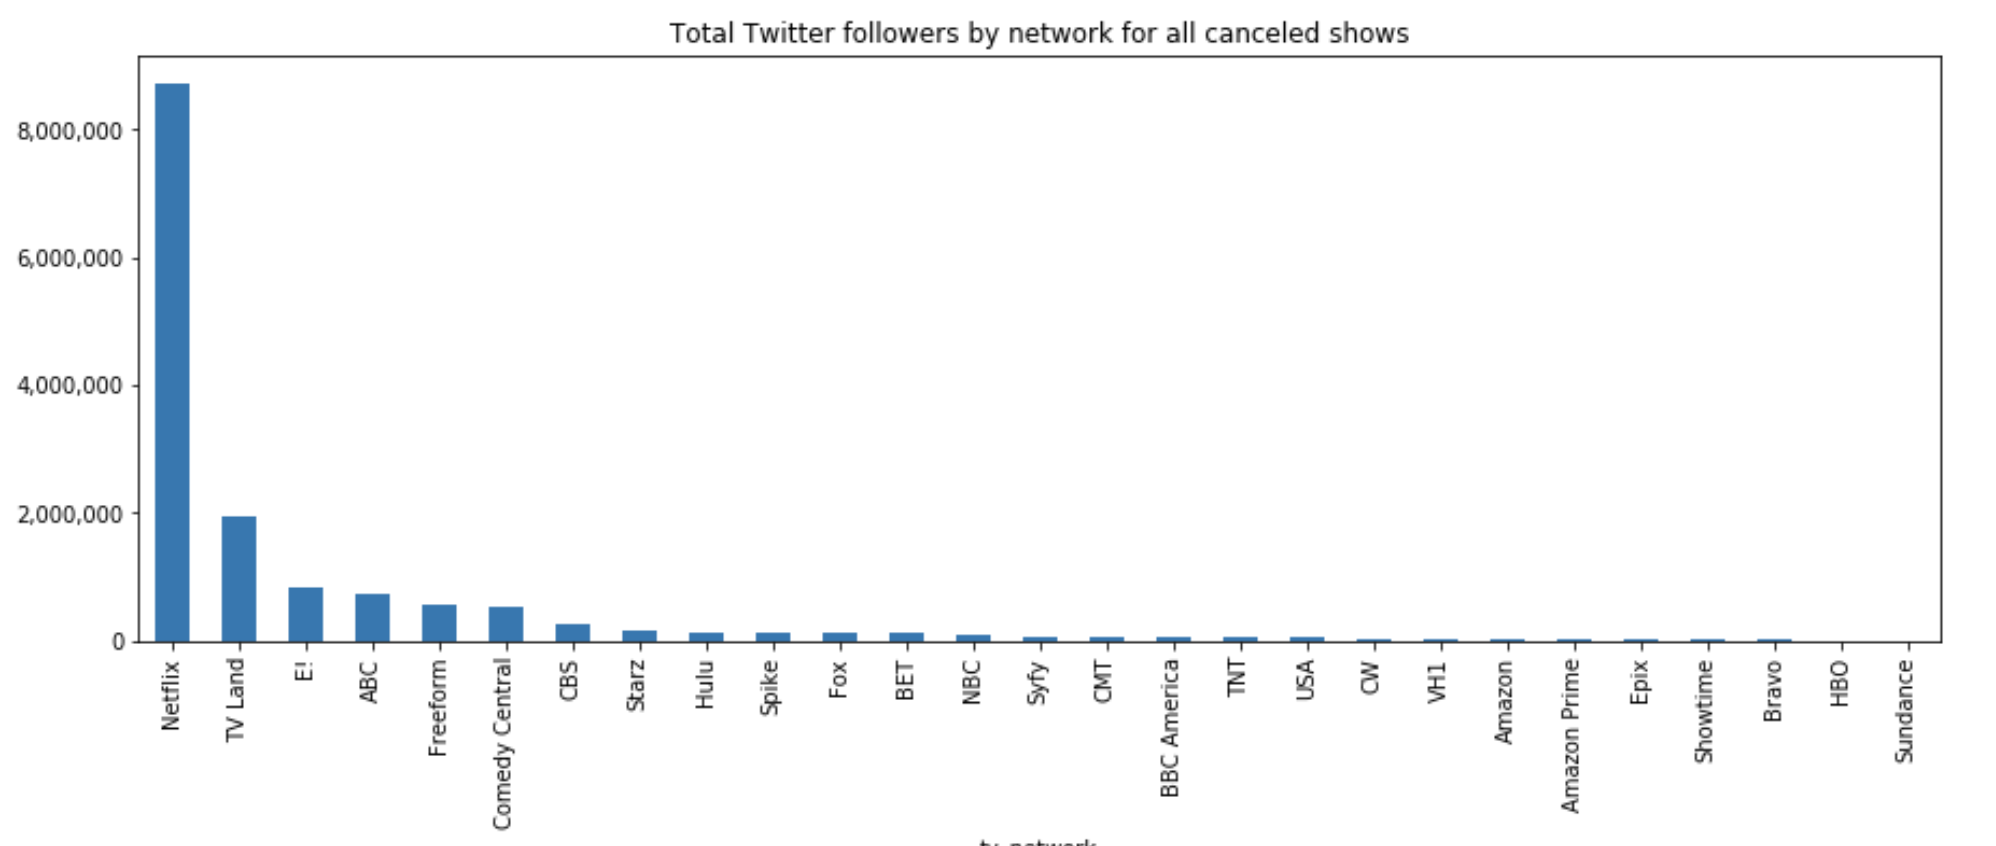 Total Twitter followers by network for all canceled shows
8,000,000
6,000,000
4,000,000
2,000,000
0
Netflix
TV Land
E!
ABC
Freeform
Comedy Central
CBS
Starz
Hulu
Spike
Fox
BET
NBC
Syfy
CMT
BBC America
TNT
USA
CW
VH1
Amazon
Amazon Prime
Epix
Showtime
Bravo
HBO
Sundance
tv_network